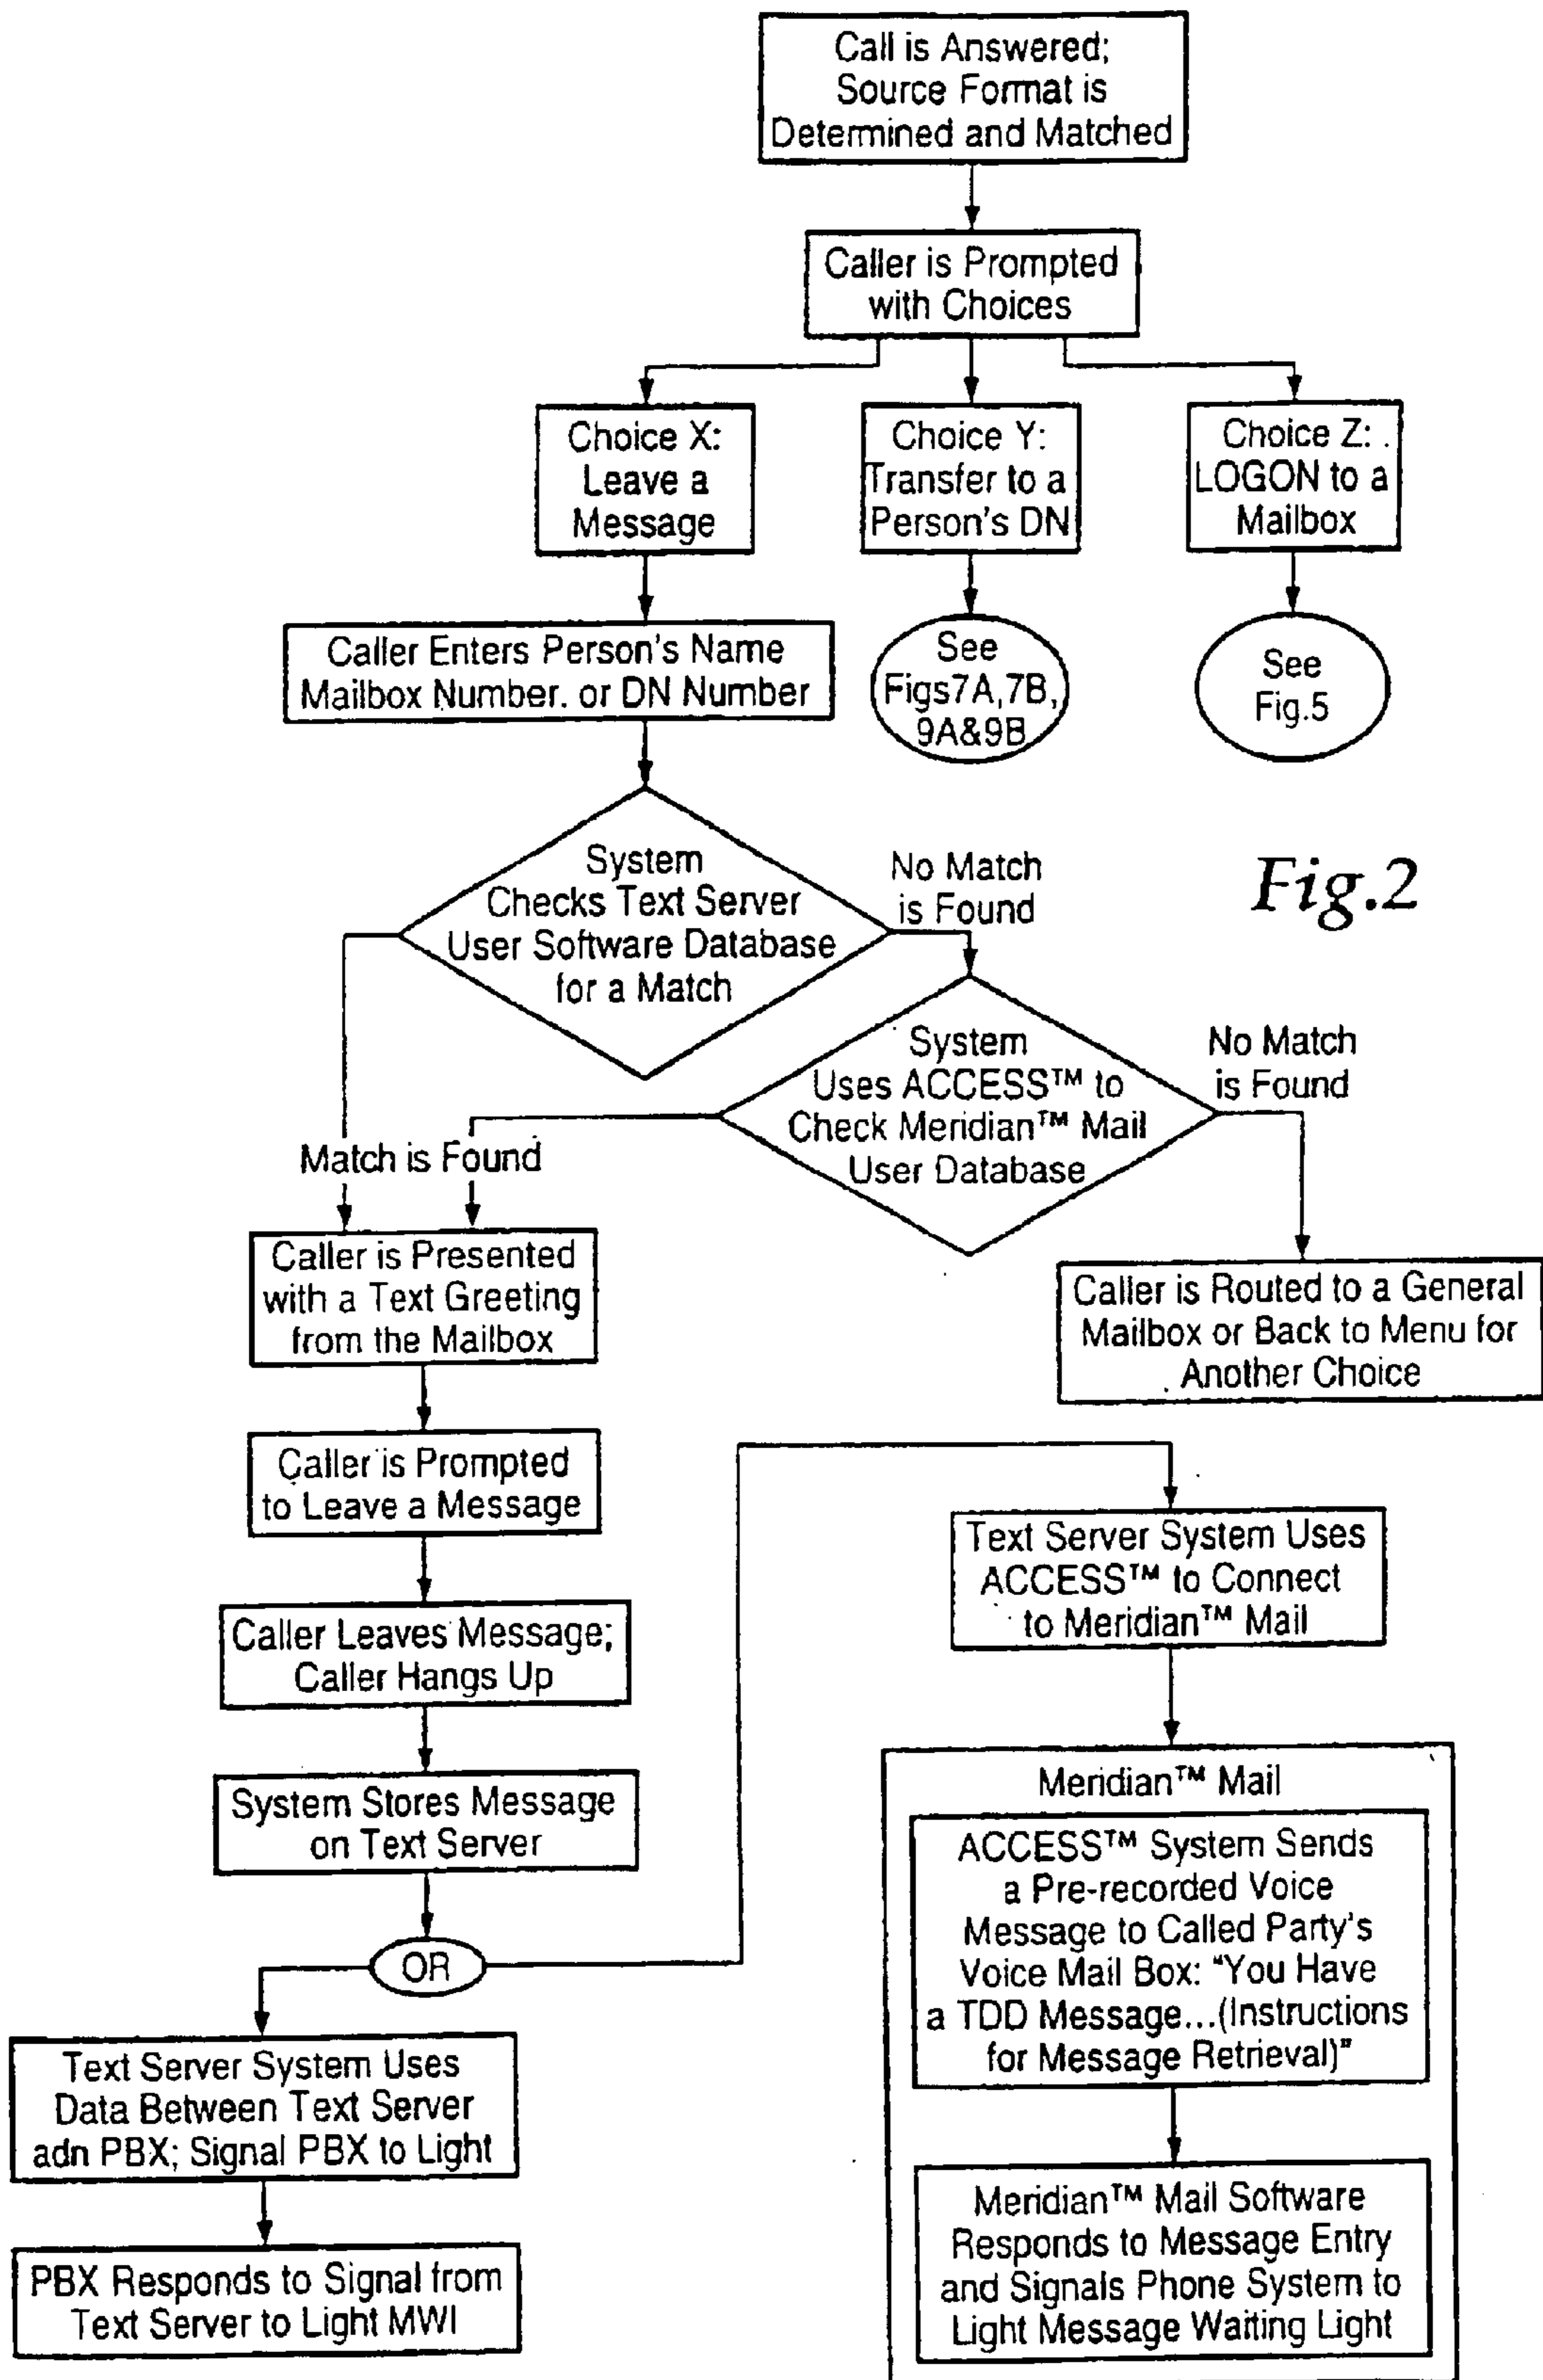 Call is Answered;
Source Format is
Determined and Matched
Caller is Prompted
with Choices
Choice X:
Leave a
Message
Choice Y:
Transfer to a
Person's DN
Choice Z:
LOGON to a
Mailbox
Caller Enters Person's Name
Mailbox Number. or DN Number
See
Figs7A,7B,
9A&9B
See
Fig.5
System
Checks Text Server
User Software Database
for a Match
No Match
is Found
Fig.2
System
Uses ACCESS™ to
Check Meridian™ Mail
User Database
No Match
is Found
Match is Found
Caller is Presented
with a Text Greeting
from the Mailbox
Caller is Routed to a General
Mailbox or Back to Menu for
Another Choice
Caller is Prompted
to Leave a Message
Caller Leaves Message;
Caller Hangs Up
System Stores Message
on Text Server
OR
Text Server System Uses
Data Between Text Server
adn PBX; Signal PBX to Light
PBX Responds to Signal from
Text Server to Light MWI
Text Server System Uses
ACCESS™ to Connect
to Meridian™ Mail
Meridian™ Mail
ACCESS™ System Sends
a Pre-recorded Voice
Message to Called Party's
Voice Mail Box: "You Have
a TDD Message...(Instructions
for Message Retrieval)"
Meridian™ Mail Software
Responds to Message Entry
and Signals Phone System to
Light Message Waiting Light